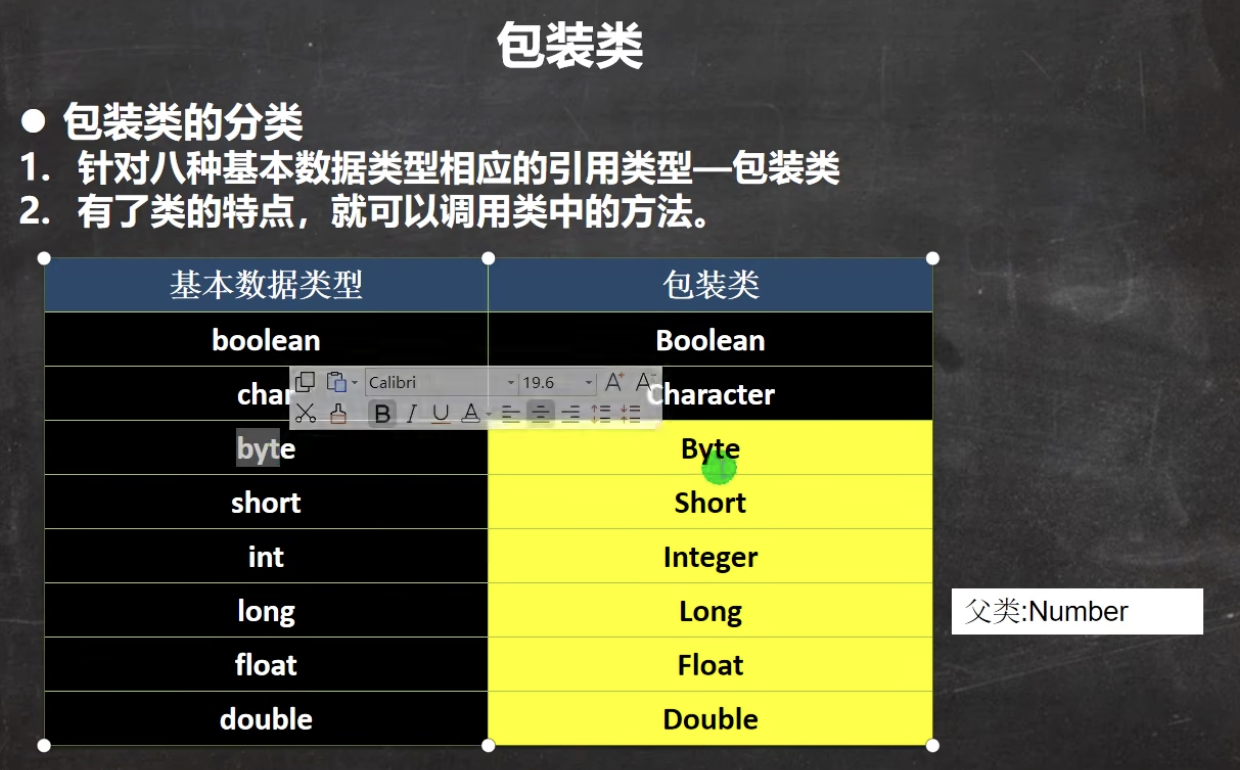 包装类
● 包装类的分类
1. 针对八种基本数据类型相应的引用类型—包装类
2. 有了类的特点，就可以调用类中的方法。
基本数据类型 包装类
boolean Boolean
Calibri 19.6
char Character
byte Byte
short Short
int Integer
long Long
父类:Number
float Float
double Double